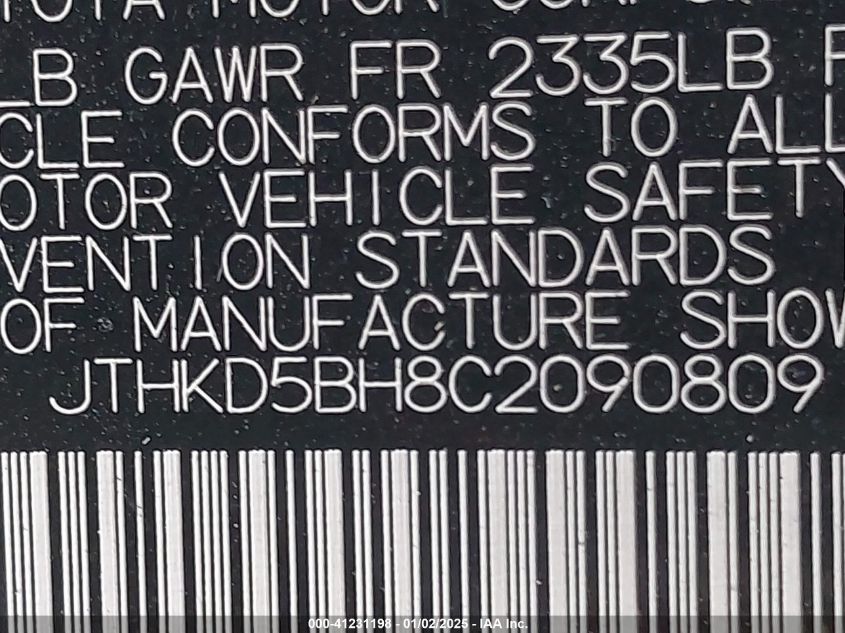 MOTOR
LB GAWR FR 2335LB
CLE CONFORMS TO ALL
OTOR VEHICLE SAFETY
VENTION STANDARDS
OF MANUFACTURE SHOW
JTHKD5BH8C2090809
000-41231198 - 01/02/2025 - IAA Inc.